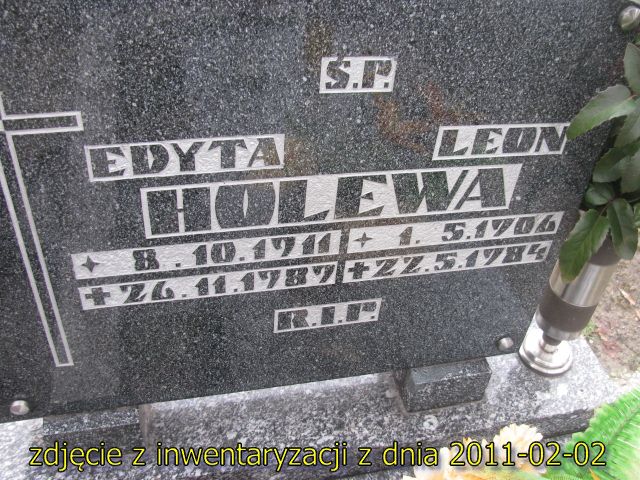 Ś.P.
EDYTA LEON
HOLEWA
8.10.1911 1.5.1906
+26.11.1987 +22.5.1984
R.I.P.
zdjęcie z inwentaryzacji z dnia 2011-02-02